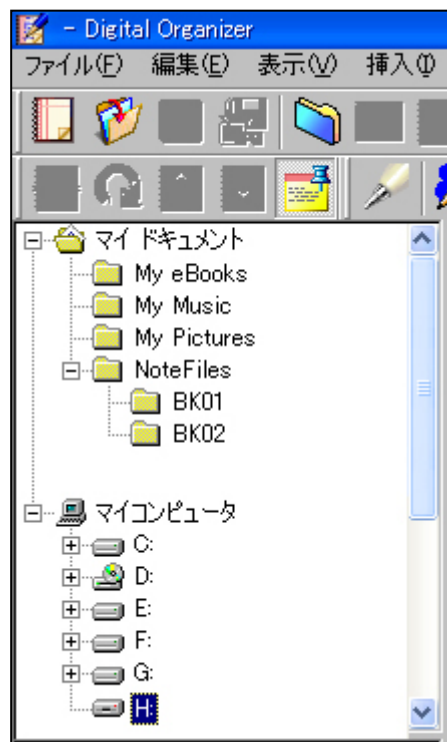 - Digital Organizer
ファイル(F) 編集(E) 表示(V) 挿入(I
マイ ドキュメント
My eBooks
My Music
My Pictures
NoteFiles
BK01
BK02
マイコンピュータ
C:
D:
E:
F:
G:
H: